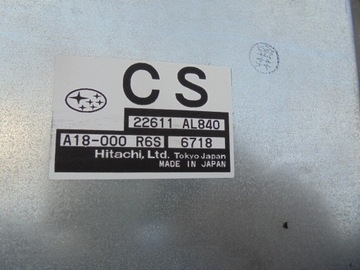 CS
22611 AL840
A18-000 R6S 6718
Hitachi, Ltd. Tokyo Japan
MADE IN JAPAN